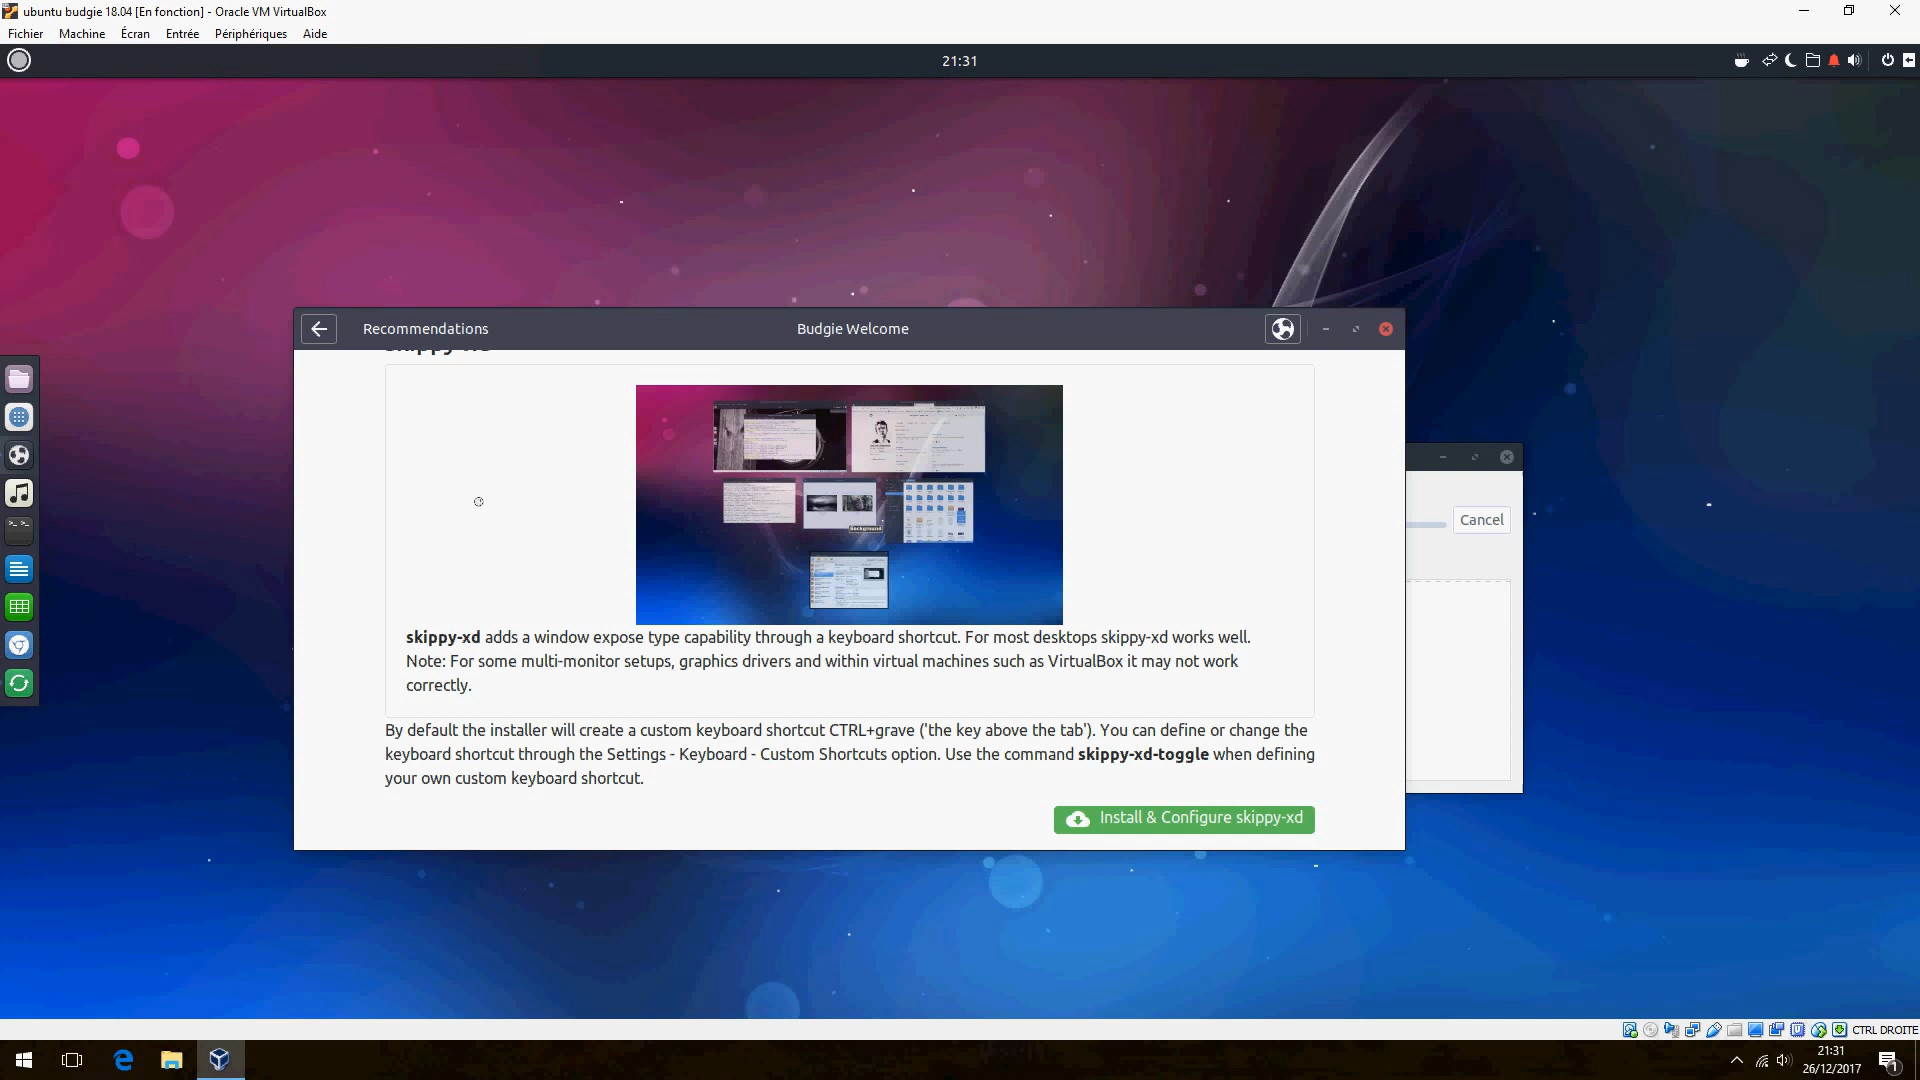 ubuntu budgie 18.04 [En fonction] - Oracle VM VirtualBox
Fichier Machine Écran Entrée Périphériques Aide
21:31
Recommendations
Budgie Welcome
Background
Cancel
skippy-xd adds a window expose type capability through a keyboard shortcut. For most desktops skippy-xd works well.
Note: For some multi-monitor setups, graphics drivers and within virtual machines such as VirtualBox it may not work
correctly.
By default the installer will create a custom keyboard shortcut CTRL+grave ('the key above the tab'). You can define or change the
keyboard shortcut through the Settings - Keyboard - Custom Shortcuts option. Use the command skippy-xd-toggle when defining
your own custom keyboard shortcut.
Install & Configure skippy-xd
CTRL DROITE
21:31
26/12/2017
1